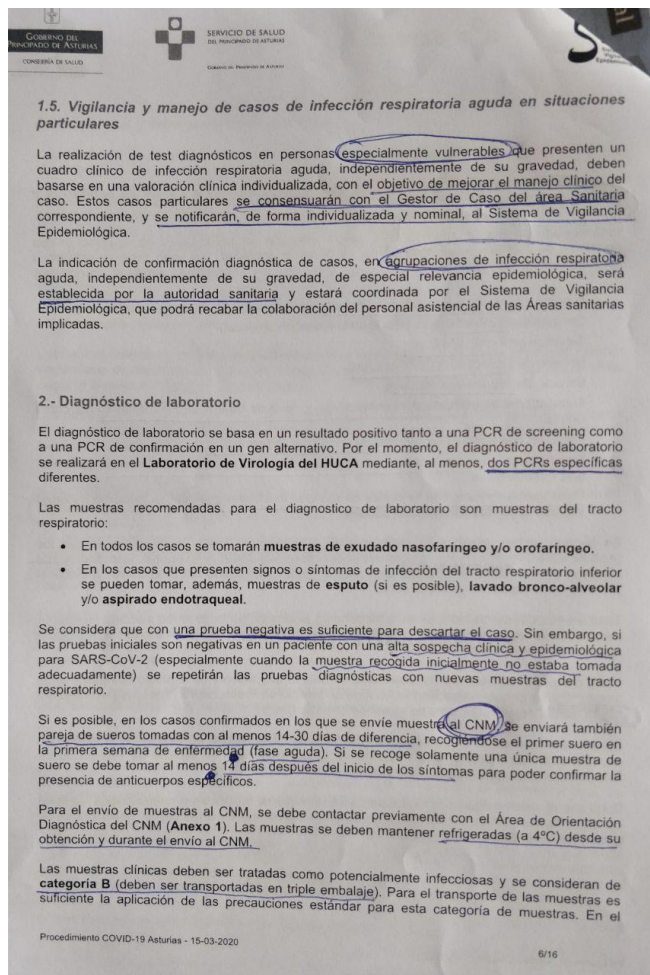 GOBIERNO DEL
PRINCIPADO DE ASTURIAS
CONSEJERÍA DE SALUD
SERVICIO DE SALUD
DEL PRINCIPADO DE ASTURIAS
Gobierno del Principado de Asturias
1.5. Vigilancia y manejo de casos de infección respiratoria aguda en situaciones
particulares
La realización de test diagnósticos en personas especialmente vulnerables que presenten un
cuadro clínico de infección respiratoria aguda, independientemente de su gravedad, deben
basarse en una valoración clínica individualizada, con el objetivo de mejorar el manejo clínico del
caso. Estos casos particulares se consensuarán con el Gestor de Caso del área Sanitaria
correspondiente, y se notificarán, de forma individualizada y nominal, al Sistema de Vigilancia
Epidemiológica.
La indicación de confirmación diagnóstica de casos, en agrupaciones de infección respiratoria
aguda, independientemente de su gravedad, de especial relevancia epidemiológica, será
establecida por la autoridad sanitaria y estará coordinada por el Sistema de Vigilancia
Epidemiológica, que podrá recabar la colaboración del personal asistencial de las Áreas sanitarias
implicadas.
2.- Diagnóstico de laboratorio
El diagnóstico de laboratorio se basa en un resultado positivo tanto a una PCR de screening como
a una PCR de confirmación en un gen alternativo. Por el momento, el diagnóstico de laboratorio
se realizará en el Laboratorio de Virología del HUCA mediante, al menos, dos PCRs específicas
diferentes.
Las muestras recomendadas para el diagnostico de laboratorio son muestras del tracto
respiratorio:
• En todos los casos se tomarán muestras de exudado nasofaríngeo y/o orofaríngeo.
• En los casos que presenten signos o síntomas de infección del tracto respiratorio inferior
se pueden tomar, además, muestras de esputo (si es posible), lavado bronco-alveolar
y/o aspirado endotraqueal.
Se considera que con una prueba negativa es suficiente para descartar el caso. Sin embargo, si
las pruebas iniciales son negativas en un paciente con una alta sospecha clínica y epidemiológica
para SARS-CoV-2 (especialmente cuando la muestra recogida inicialmente no estaba tomada
adecuadamente) se repetirán las pruebas diagnósticas con nuevas muestras del tracto
respiratorio.
Si es posible, en los casos confirmados en los que se envíe muestra al CNM, se enviará también
pareja de sueros tomadas con al menos 14-30 días de diferencia, recogiéndose el primer suero en
la primera semana de enfermedad (fase aguda). Si se recoge solamente una única muestra de
suero se debe tomar al menos 14 días después del inicio de los síntomas para poder confirmar la
presencia de anticuerpos específicos.
Para el envío de muestras al CNM, se debe contactar previamente con el Área de Orientación
Diagnóstica del CNM (Anexo 1). Las muestras se deben mantener refrigeradas (a 4ºC) desde su
obtención y durante el envío al CNM.
Las muestras clínicas deben ser tratadas como potencialmente infecciosas y se consideran de
categoría B (deben ser transportadas en triple embalaje). Para el transporte de las muestras es
suficiente la aplicación de las precauciones estándar para esta categoría de muestras. En el
Procedimiento COVID-19 Asturias - 15-03-2020
6/16